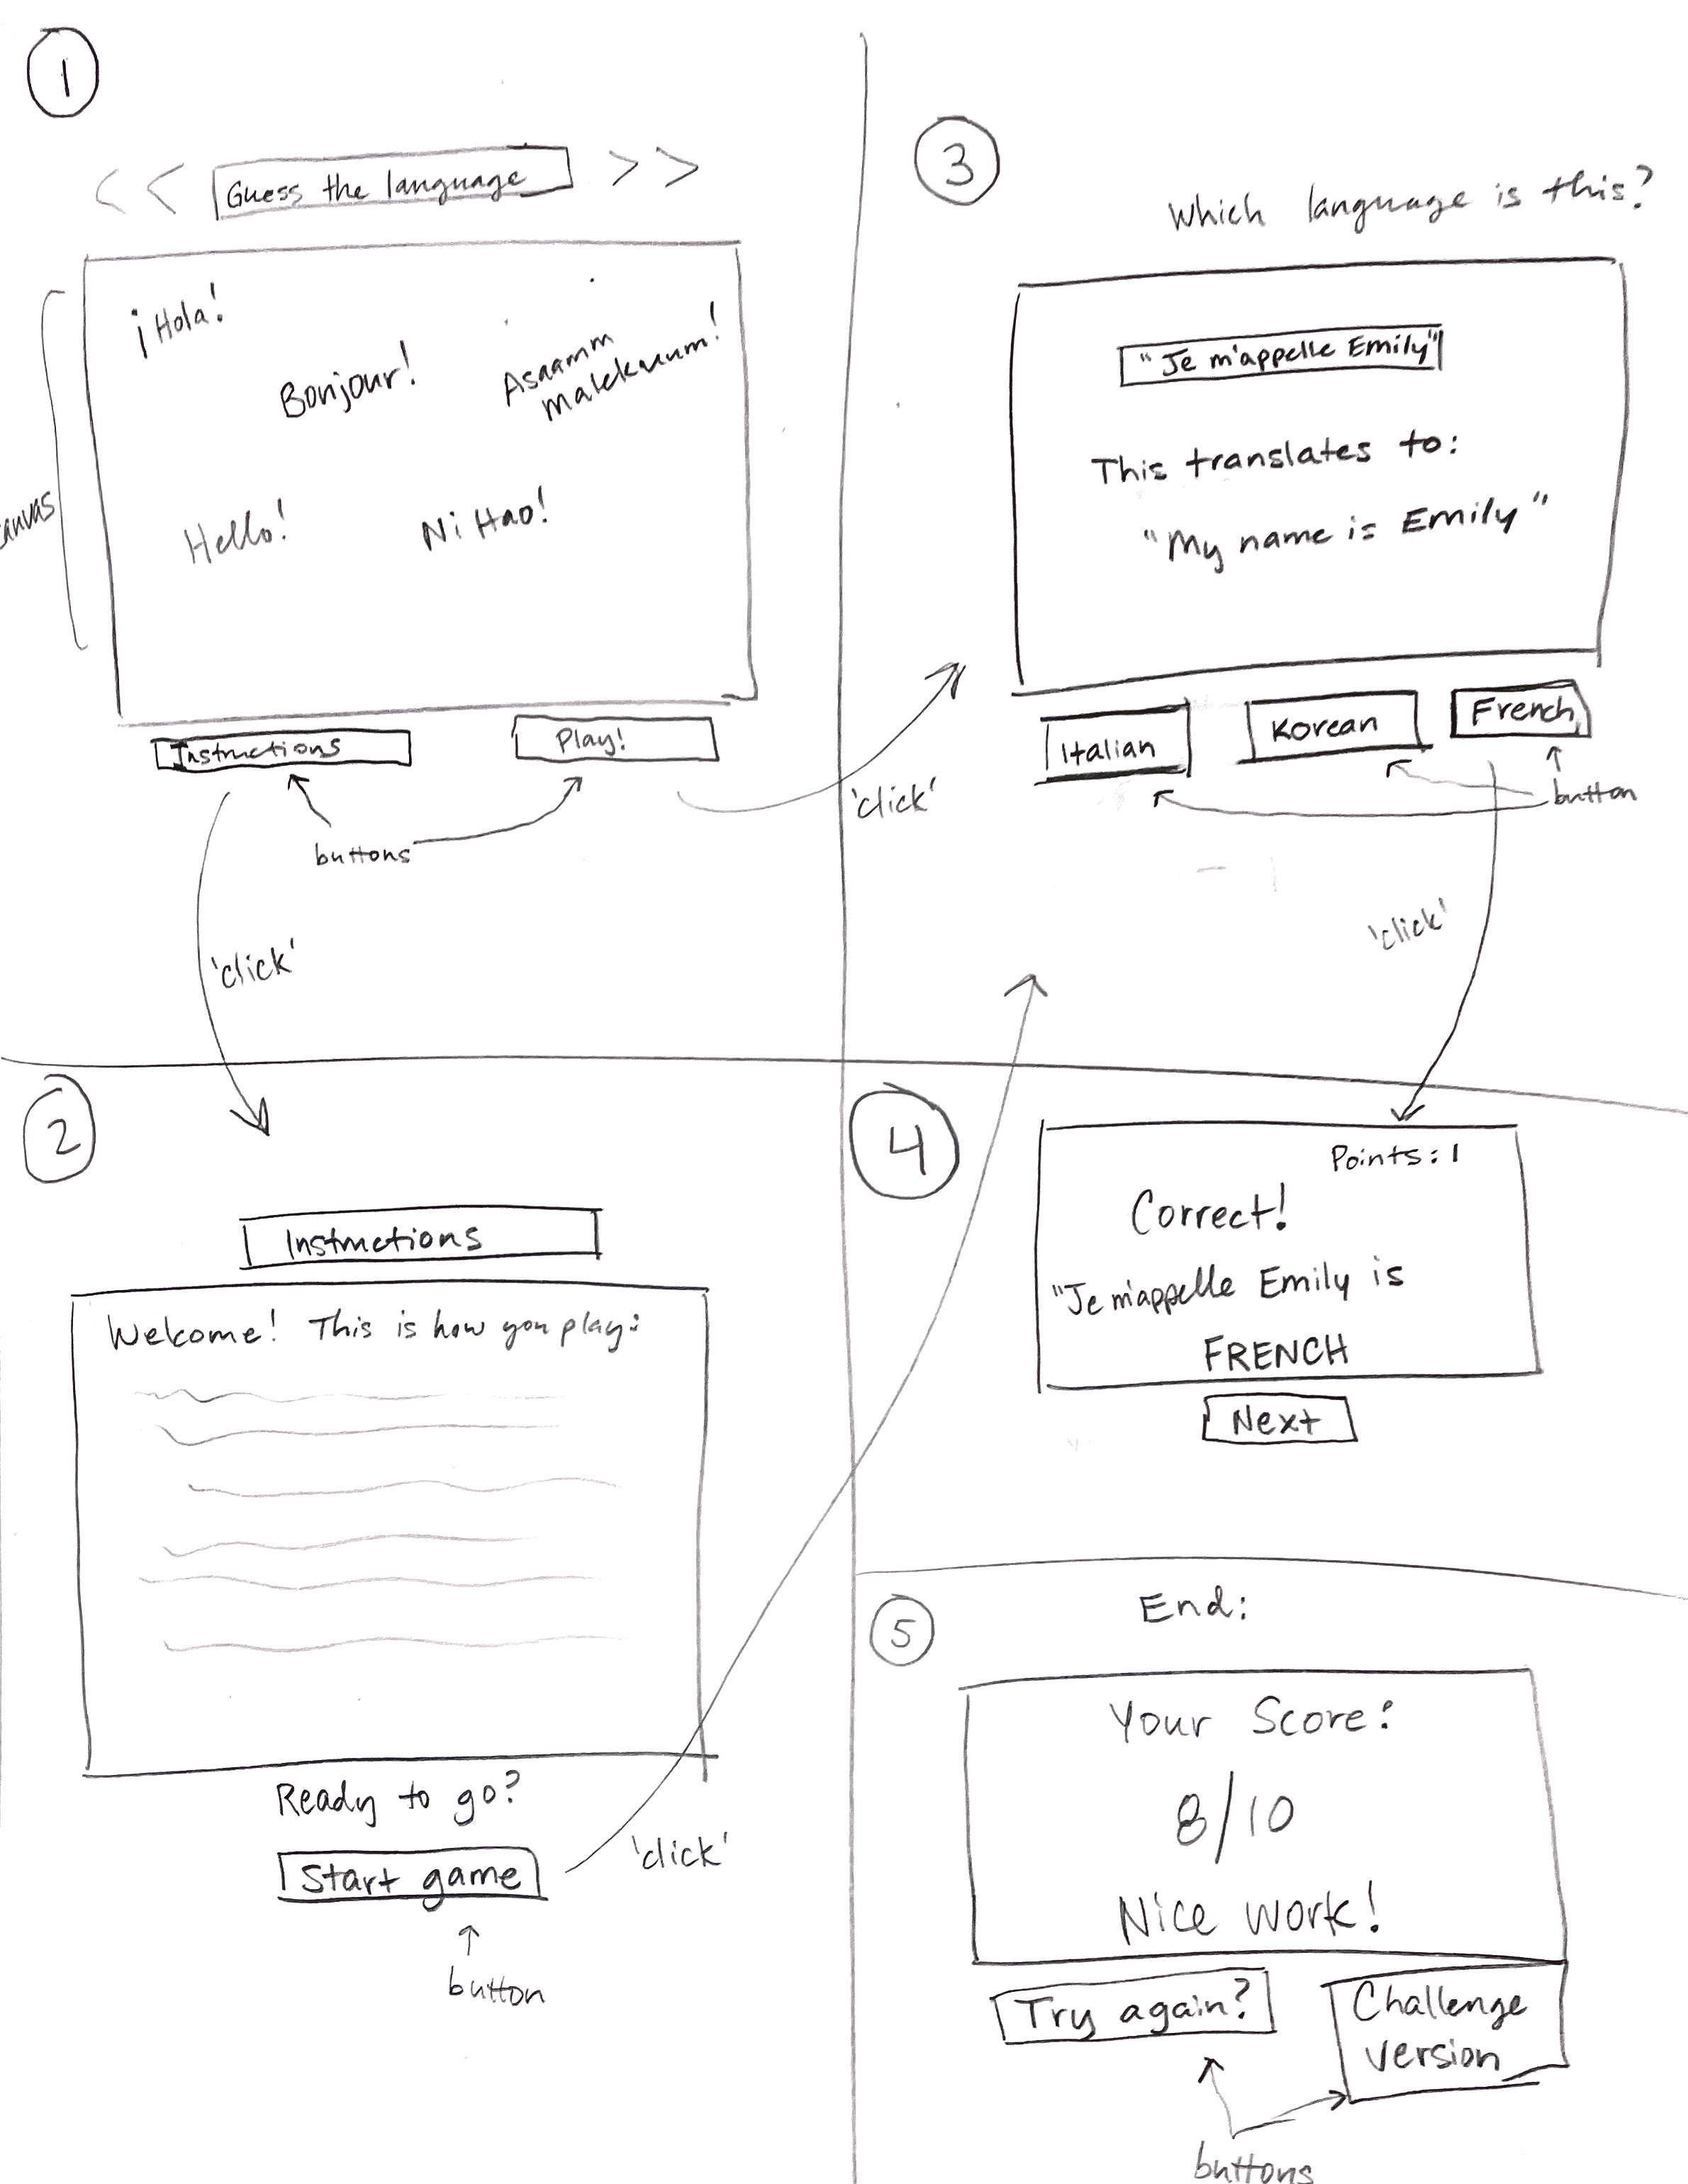 1
<< Guess the language >>
¡Hola!
Bonjour!
Asaamm
malekuum!
Hello!
Ni Hao!
canvas
Instructions
Play!
buttons
'click'
'click'
2
Instructions
Welcome! This is how you play:
Ready to go?
Start game
'click'
button
3
Which language is this?
"Je m'appelle Emily"
This translates to:
"My name is Emily"
Italian
Korean
French
button
'click'
4
Points: 1
Correct!
"Je m'appelle Emily is
FRENCH
Next
5
End:
Your Score:
8/10
Nice work!
Try again?
Challenge
version
buttons